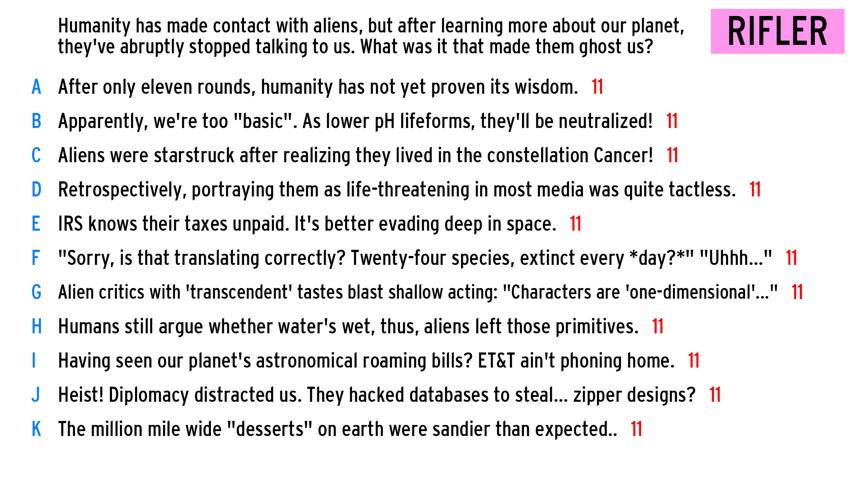 Humanity has made contact with aliens, but after learning more about our planet,
they've abruptly stopped talking to us. What was it that made them ghost us?
RIFLER
A After only eleven rounds, humanity has not yet proven its wisdom. 11
B Apparently, we're too "basic". As lower pH lifeforms, they'll be neutralized! 11
C Aliens were starstruck after realizing they lived in the constellation Cancer! 11
D Retrospectively, portraying them as life-threatening in most media was quite tactless. 11
E IRS knows their taxes unpaid. It's better evading deep in space. 11
F "Sorry, is that translating correctly? Twenty-four species, extinct every *day?*" "Uhhh..." 11
G Alien critics with 'transcendent' tastes blast shallow acting: "Characters are 'one-dimensional'..." 11
H Humans still argue whether water's wet, thus, aliens left those primitives. 11
I Having seen our planet's astronomical roaming bills? ET&T ain't phoning home. 11
J Heist! Diplomacy distracted us. They hacked databases to steal... zipper designs? 11
K The million mile wide "desserts" on earth were sandier than expected.. 11